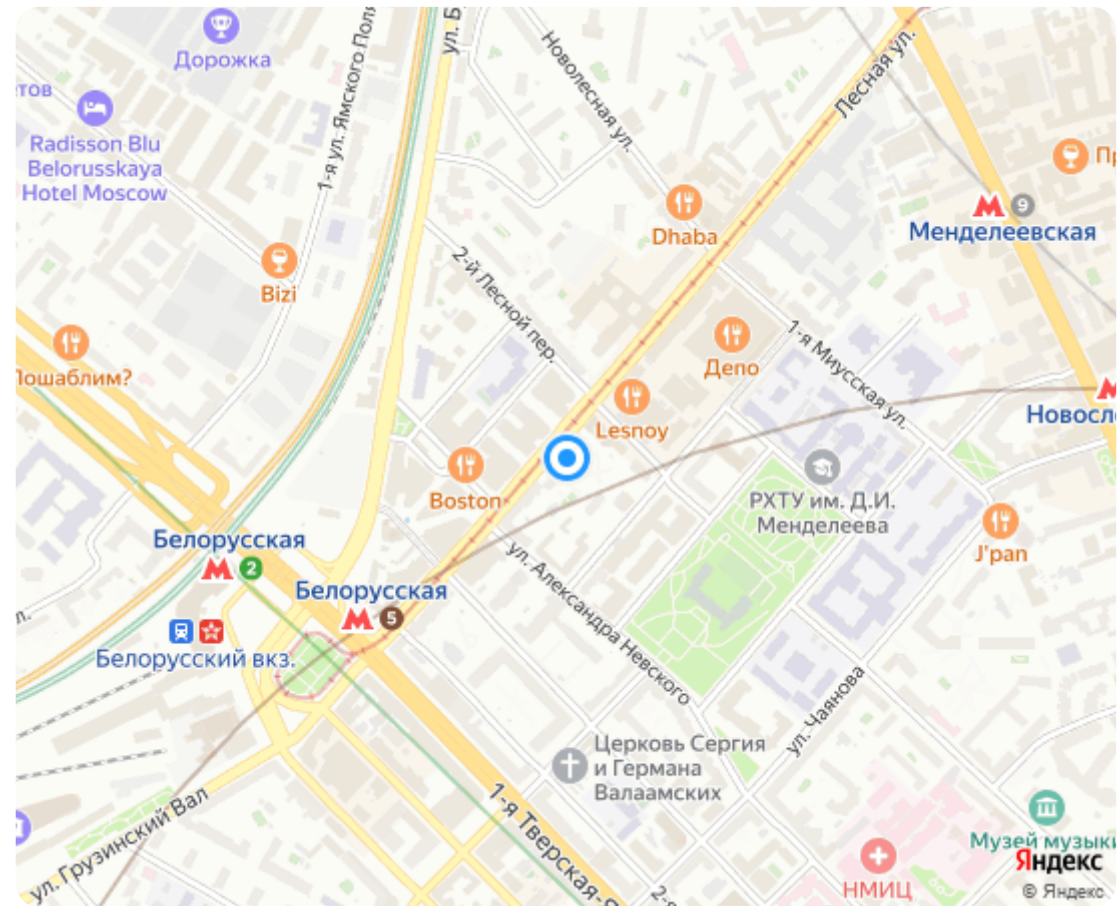 Дорожка
Radisson Blu
Belorusskaya
Hotel Moscow
1-я ул. Ямского Поля
ул. Б
Новолесная ул.
Лесная ул.
Dhaba
9
Менделеевская
Bizi
2-й Лесной пер.
Депо
1-я Миусская ул.
Пошаблим?
Lesnoy
Новосл
Boston
РХТУ им. Д.И.
Менделеева
J'pan
Белорусская
2
Белорусская
5
Белорусский вкз.
ул. Александра Невского
ул. Чаянова
Церковь Сергия
и Германа
Валаамских
1-я Тверская-Я
ул. Грузинский Вал
2-я
НМИЦ
Музей музыки
Яндекс
© Яндекс